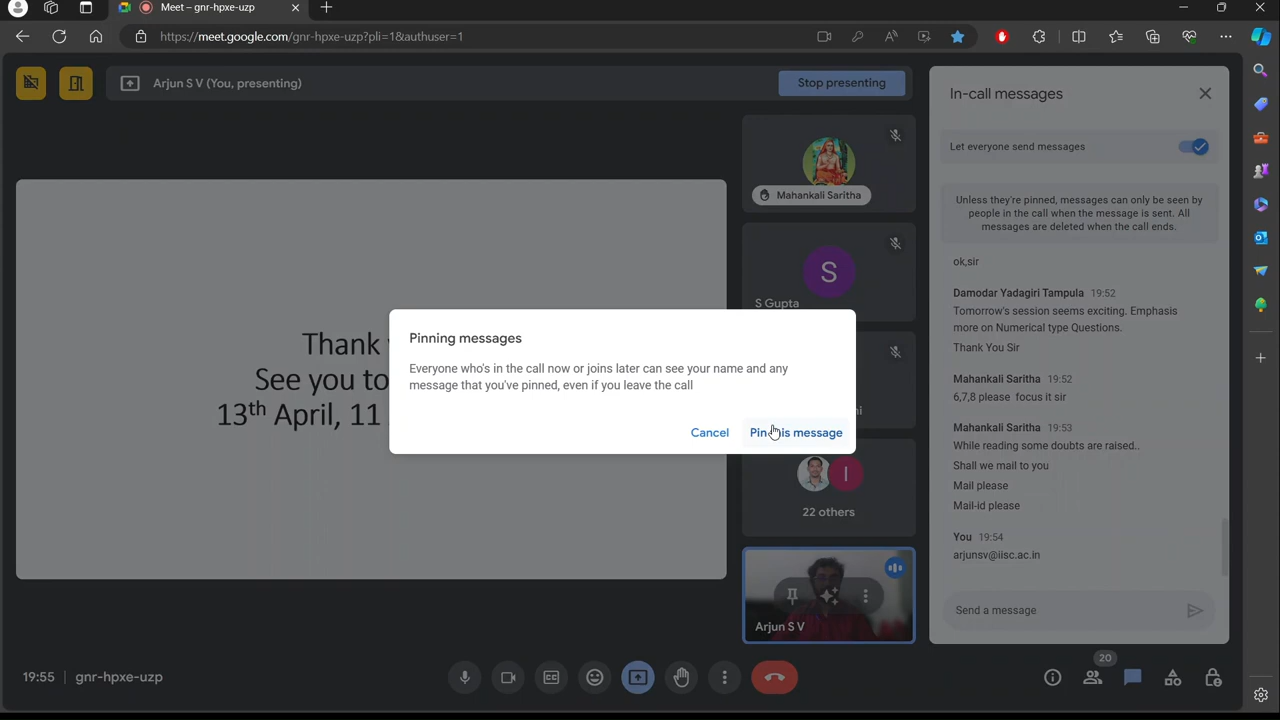 Meet – gnr-hpxe-uzp
https://meet.google.com/gnr-hpxe-uzp?pli=1&authuser=1
Arjun S V (You, presenting)
Stop presenting
Mahankali Saritha
S
S Gupta
22 others
I
Arjun S V
Thank
See you to
13th April, 11
Pinning messages
Everyone who's in the call now or joins later can see your name and any
message that you've pinned, even if you leave the call
Cancel
Pin this message
In-call messages
Let everyone send messages
Unless they're pinned, messages can only be seen by
people in the call when the message is sent. All
messages are deleted when the call ends.
ok,sir
Damodar Yadagiri Tampula 19:52
Tomorrow's session seems exciting. Emphasis
more on Numerical type Questions.
Thank You Sir
Mahankali Saritha 19:52
6,7,8 please focus it sir
Mahankali Saritha 19:53
While reading some doubts are raised..
Shall we mail to you
Mail please
Mail-id please
You 19:54
arjunsv@iisc.ac.in
Send a message
19:55 | gnr-hpxe-uzp
20